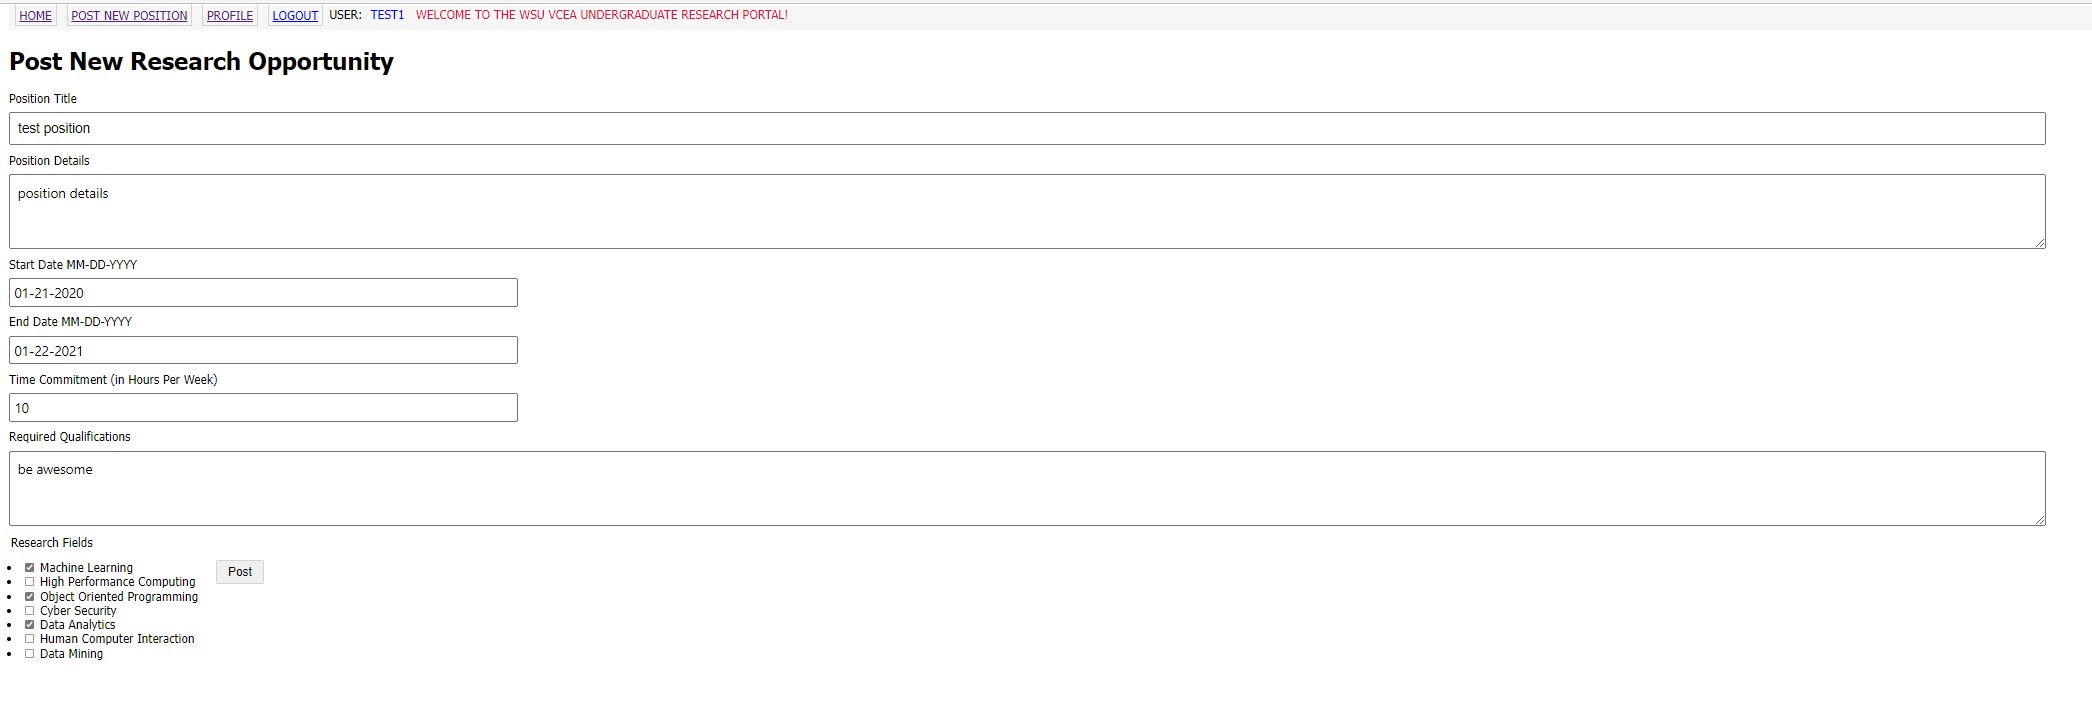 HOME POST NEW POSITION PROFILE LOGOUT USER: TEST1 WELCOME TO THE WSU VCEA UNDERGRADUATE RESEARCH PORTAL!
Post New Research Opportunity
Position Title
test position
Position Details
position details
Start Date MM-DD-YYYY
01-21-2020
End Date MM-DD-YYYY
01-22-2021
Time Commitment (in Hours Per Week)
10
Required Qualifications
be awesome
Research Fields
Machine Learning
High Performance Computing
Object Oriented Programming
Cyber Security
Data Analytics
Human Computer Interaction
Data Mining
Post